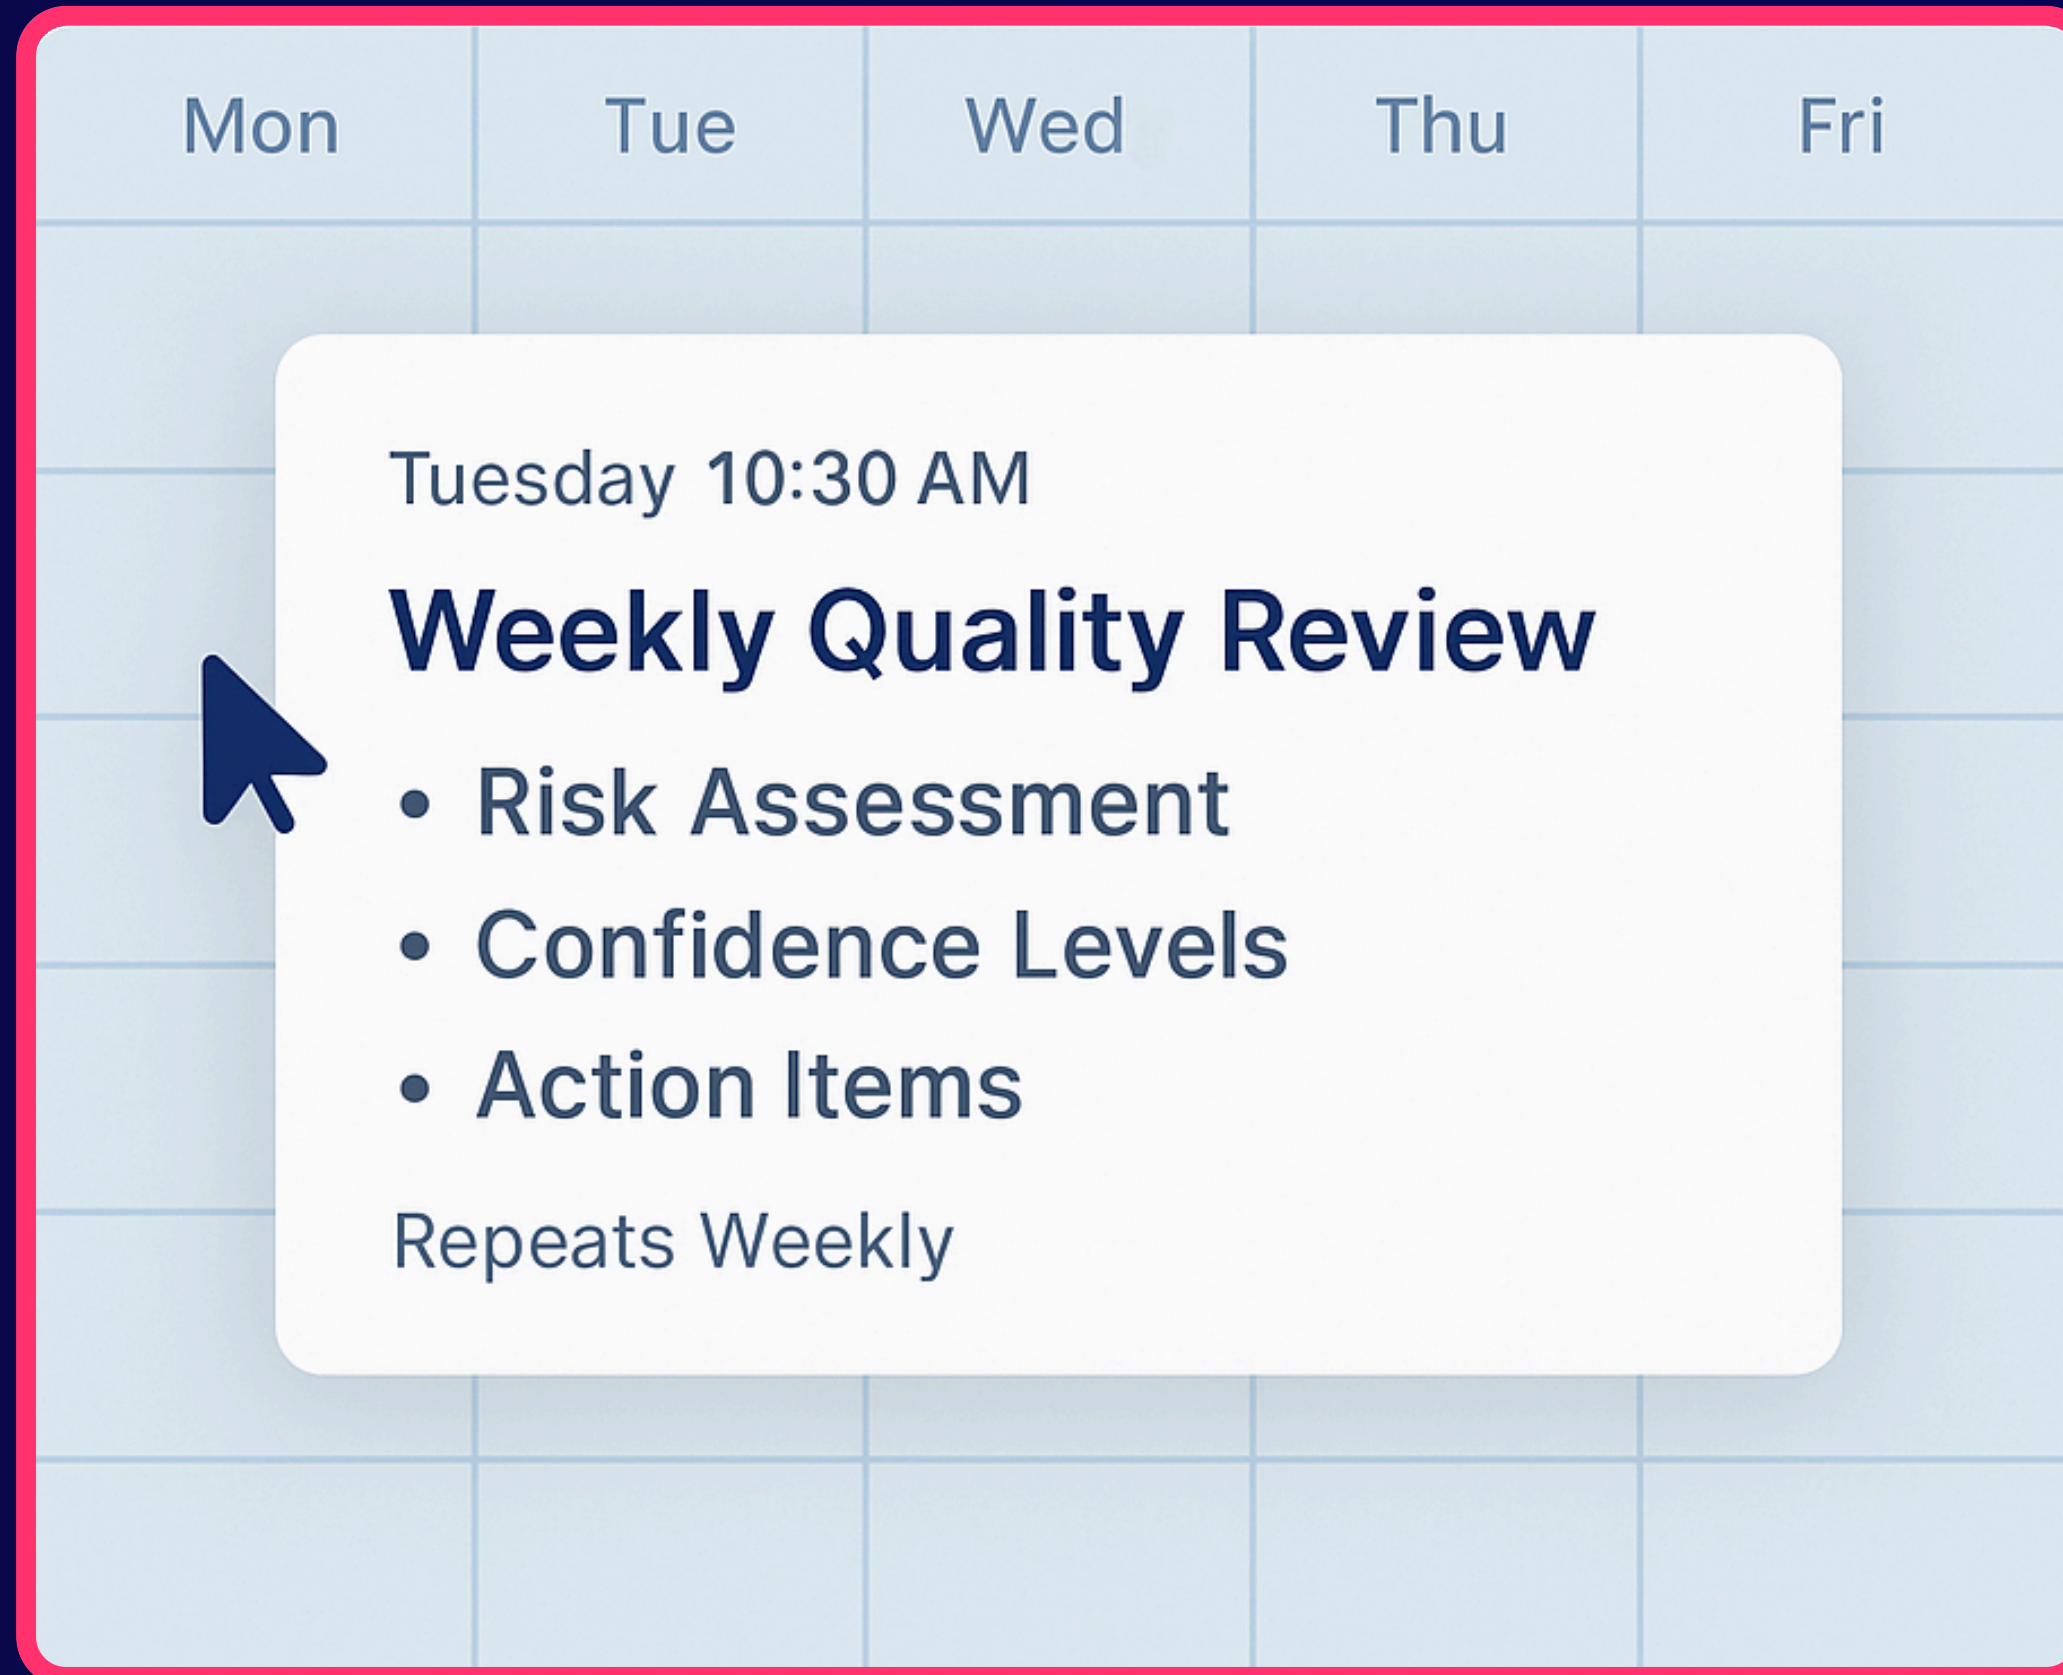 Mon Tue Wed Thu Fri
Tuesday 10:30 AM
Weekly Quality Review
• Risk Assessment
• Confidence Levels
• Action Items
Repeats Weekly